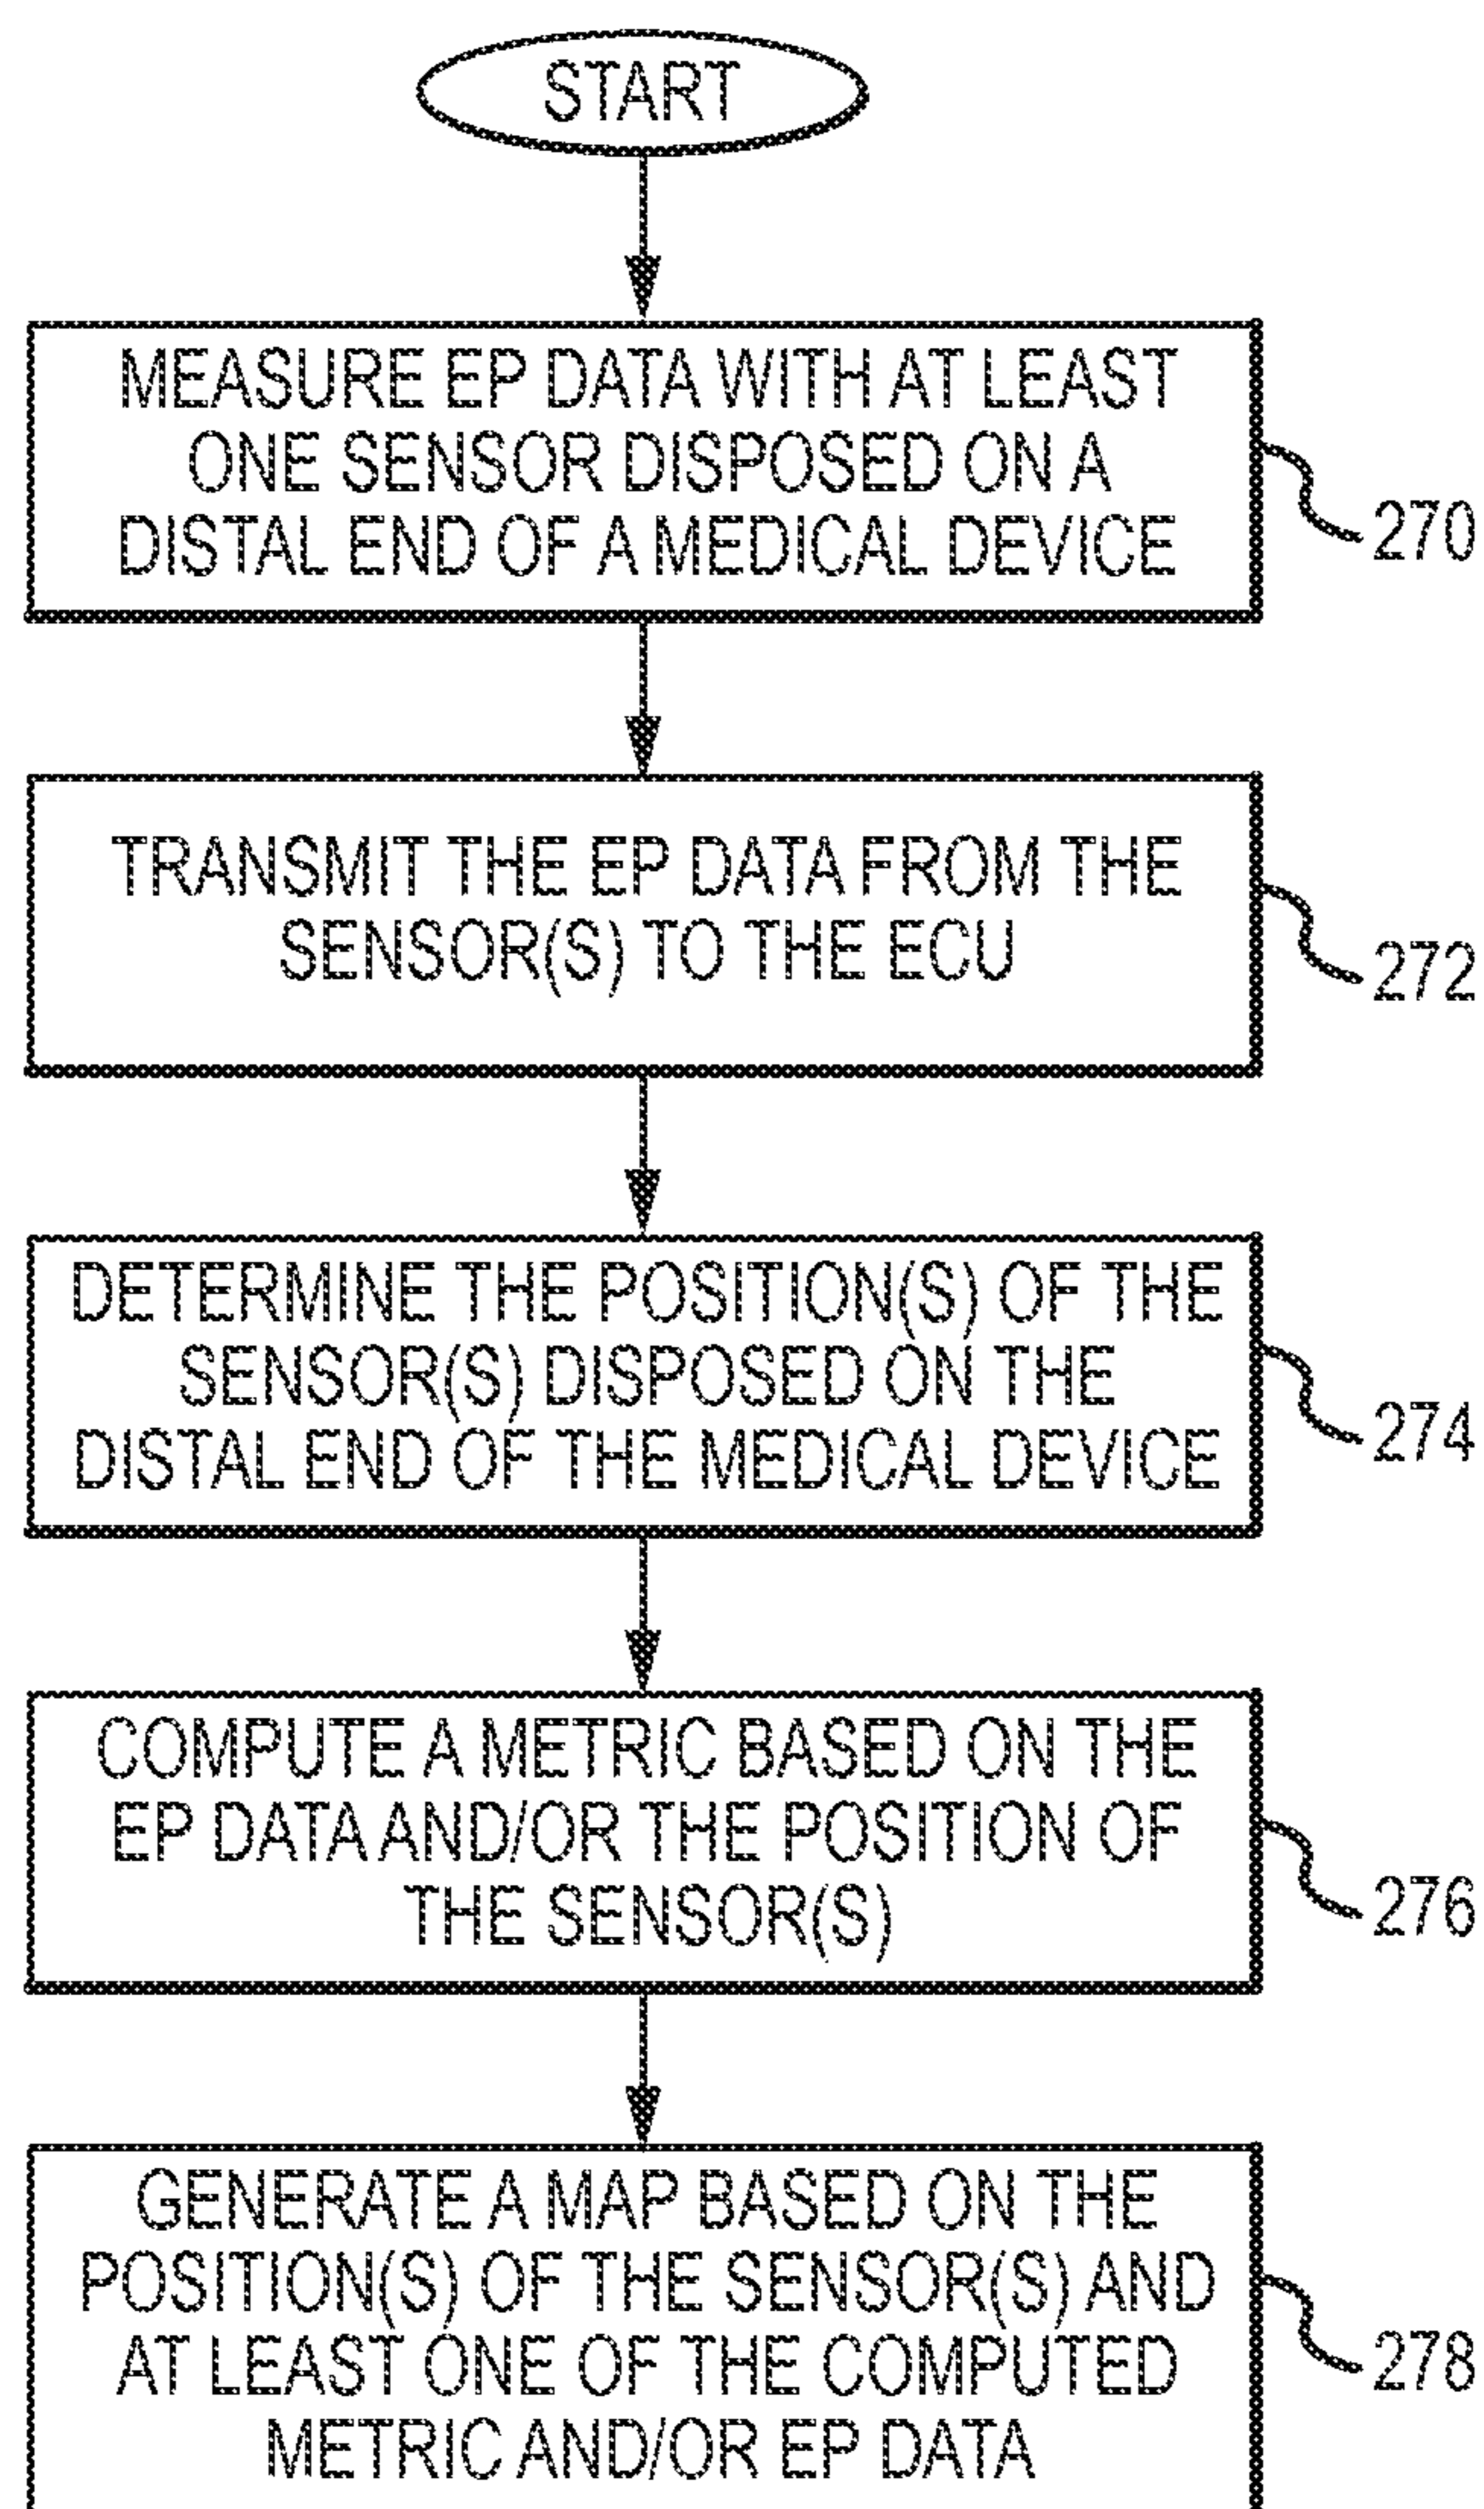 START
MEASURE EP DATA WITH AT LEAST
ONE SENSOR DISPOSED ON A
DISTAL END OF A MEDICAL DEVICE
270
TRANSMIT THE EP DATA FROM THE
SENSOR(S) TO THE ECU
272
DETERMINE THE POSITION(S) OF THE
SENSOR(S) DISPOSED ON THE
DISTAL END OF THE MEDICAL DEVICE
274
COMPUTE A METRIC BASED ON THE
EP DATA AND/OR THE POSITION OF
THE SENSOR(S)
276
GENERATE A MAP BASED ON THE
POSITION(S) OF THE SENSOR(S) AND
AT LEAST ONE OF THE COMPUTED
METRIC AND/OR EP DATA
278